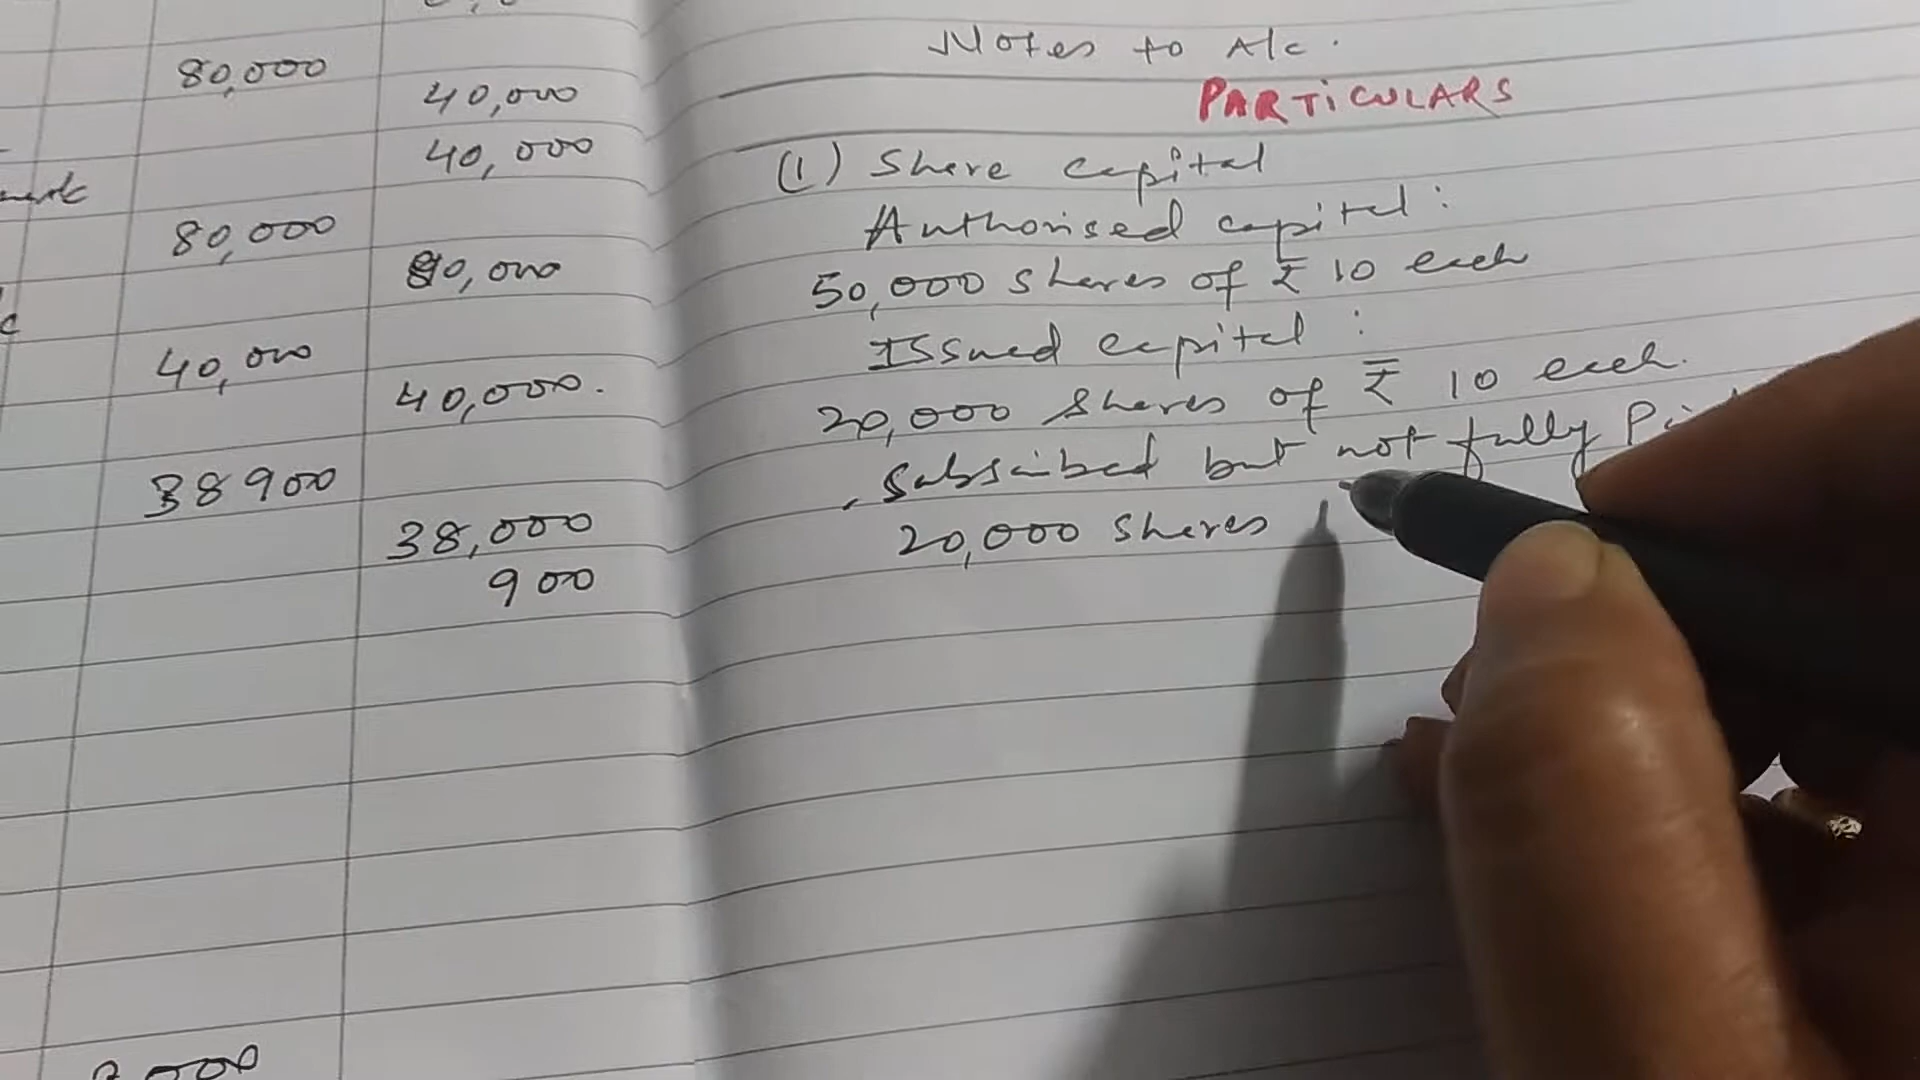 80,000
40,000
40,000
80,000
80,000
40,000
40,000.
38900
38,000
900
Notes to A/c.
PARTiCULARS
(1) Share capital
Authorised capital:
50,000 shares of ₹ 10 each
Issued capital:
20,000 shares of ₹ 10 each.
Subscribed but not fully
20,000 shares